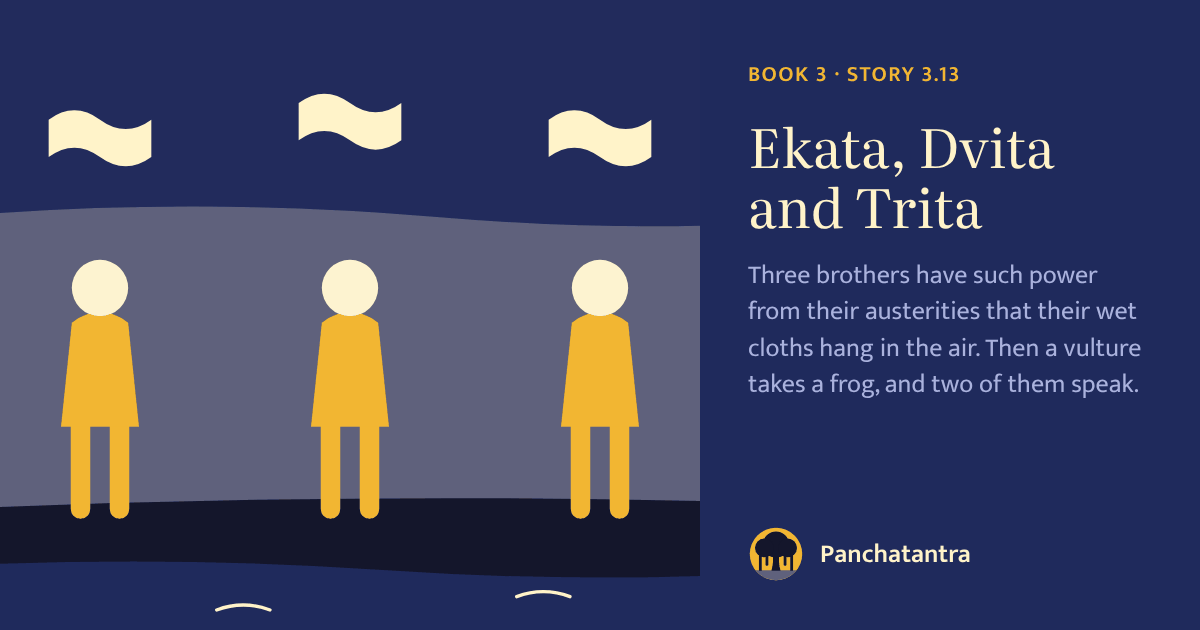 BOOK 3 · STORY 3.13
Ekata, Dvita
and Trita
Three brothers have such power
from their austerities that their wet
cloths hang in the air. Then a vulture
takes a frog, and two of them speak.
Panchatantra